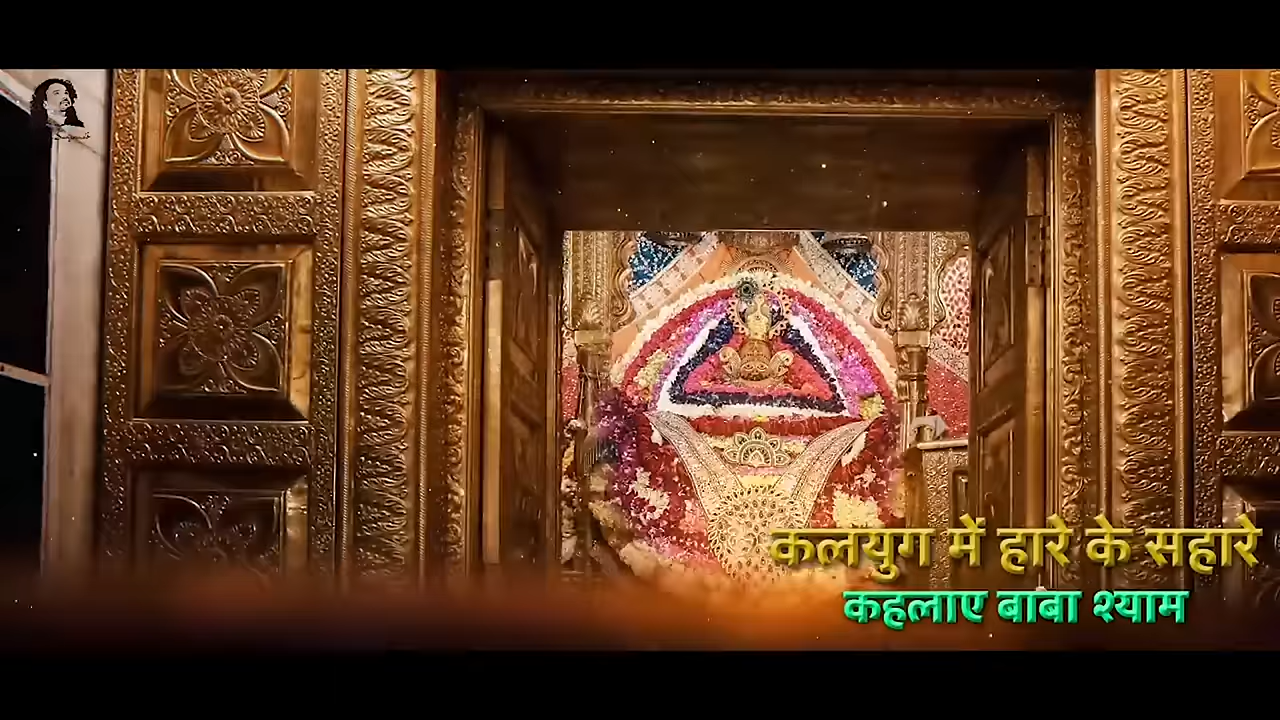 कलयुग में हारे के सहारे
कहलाए बाबा श्याम